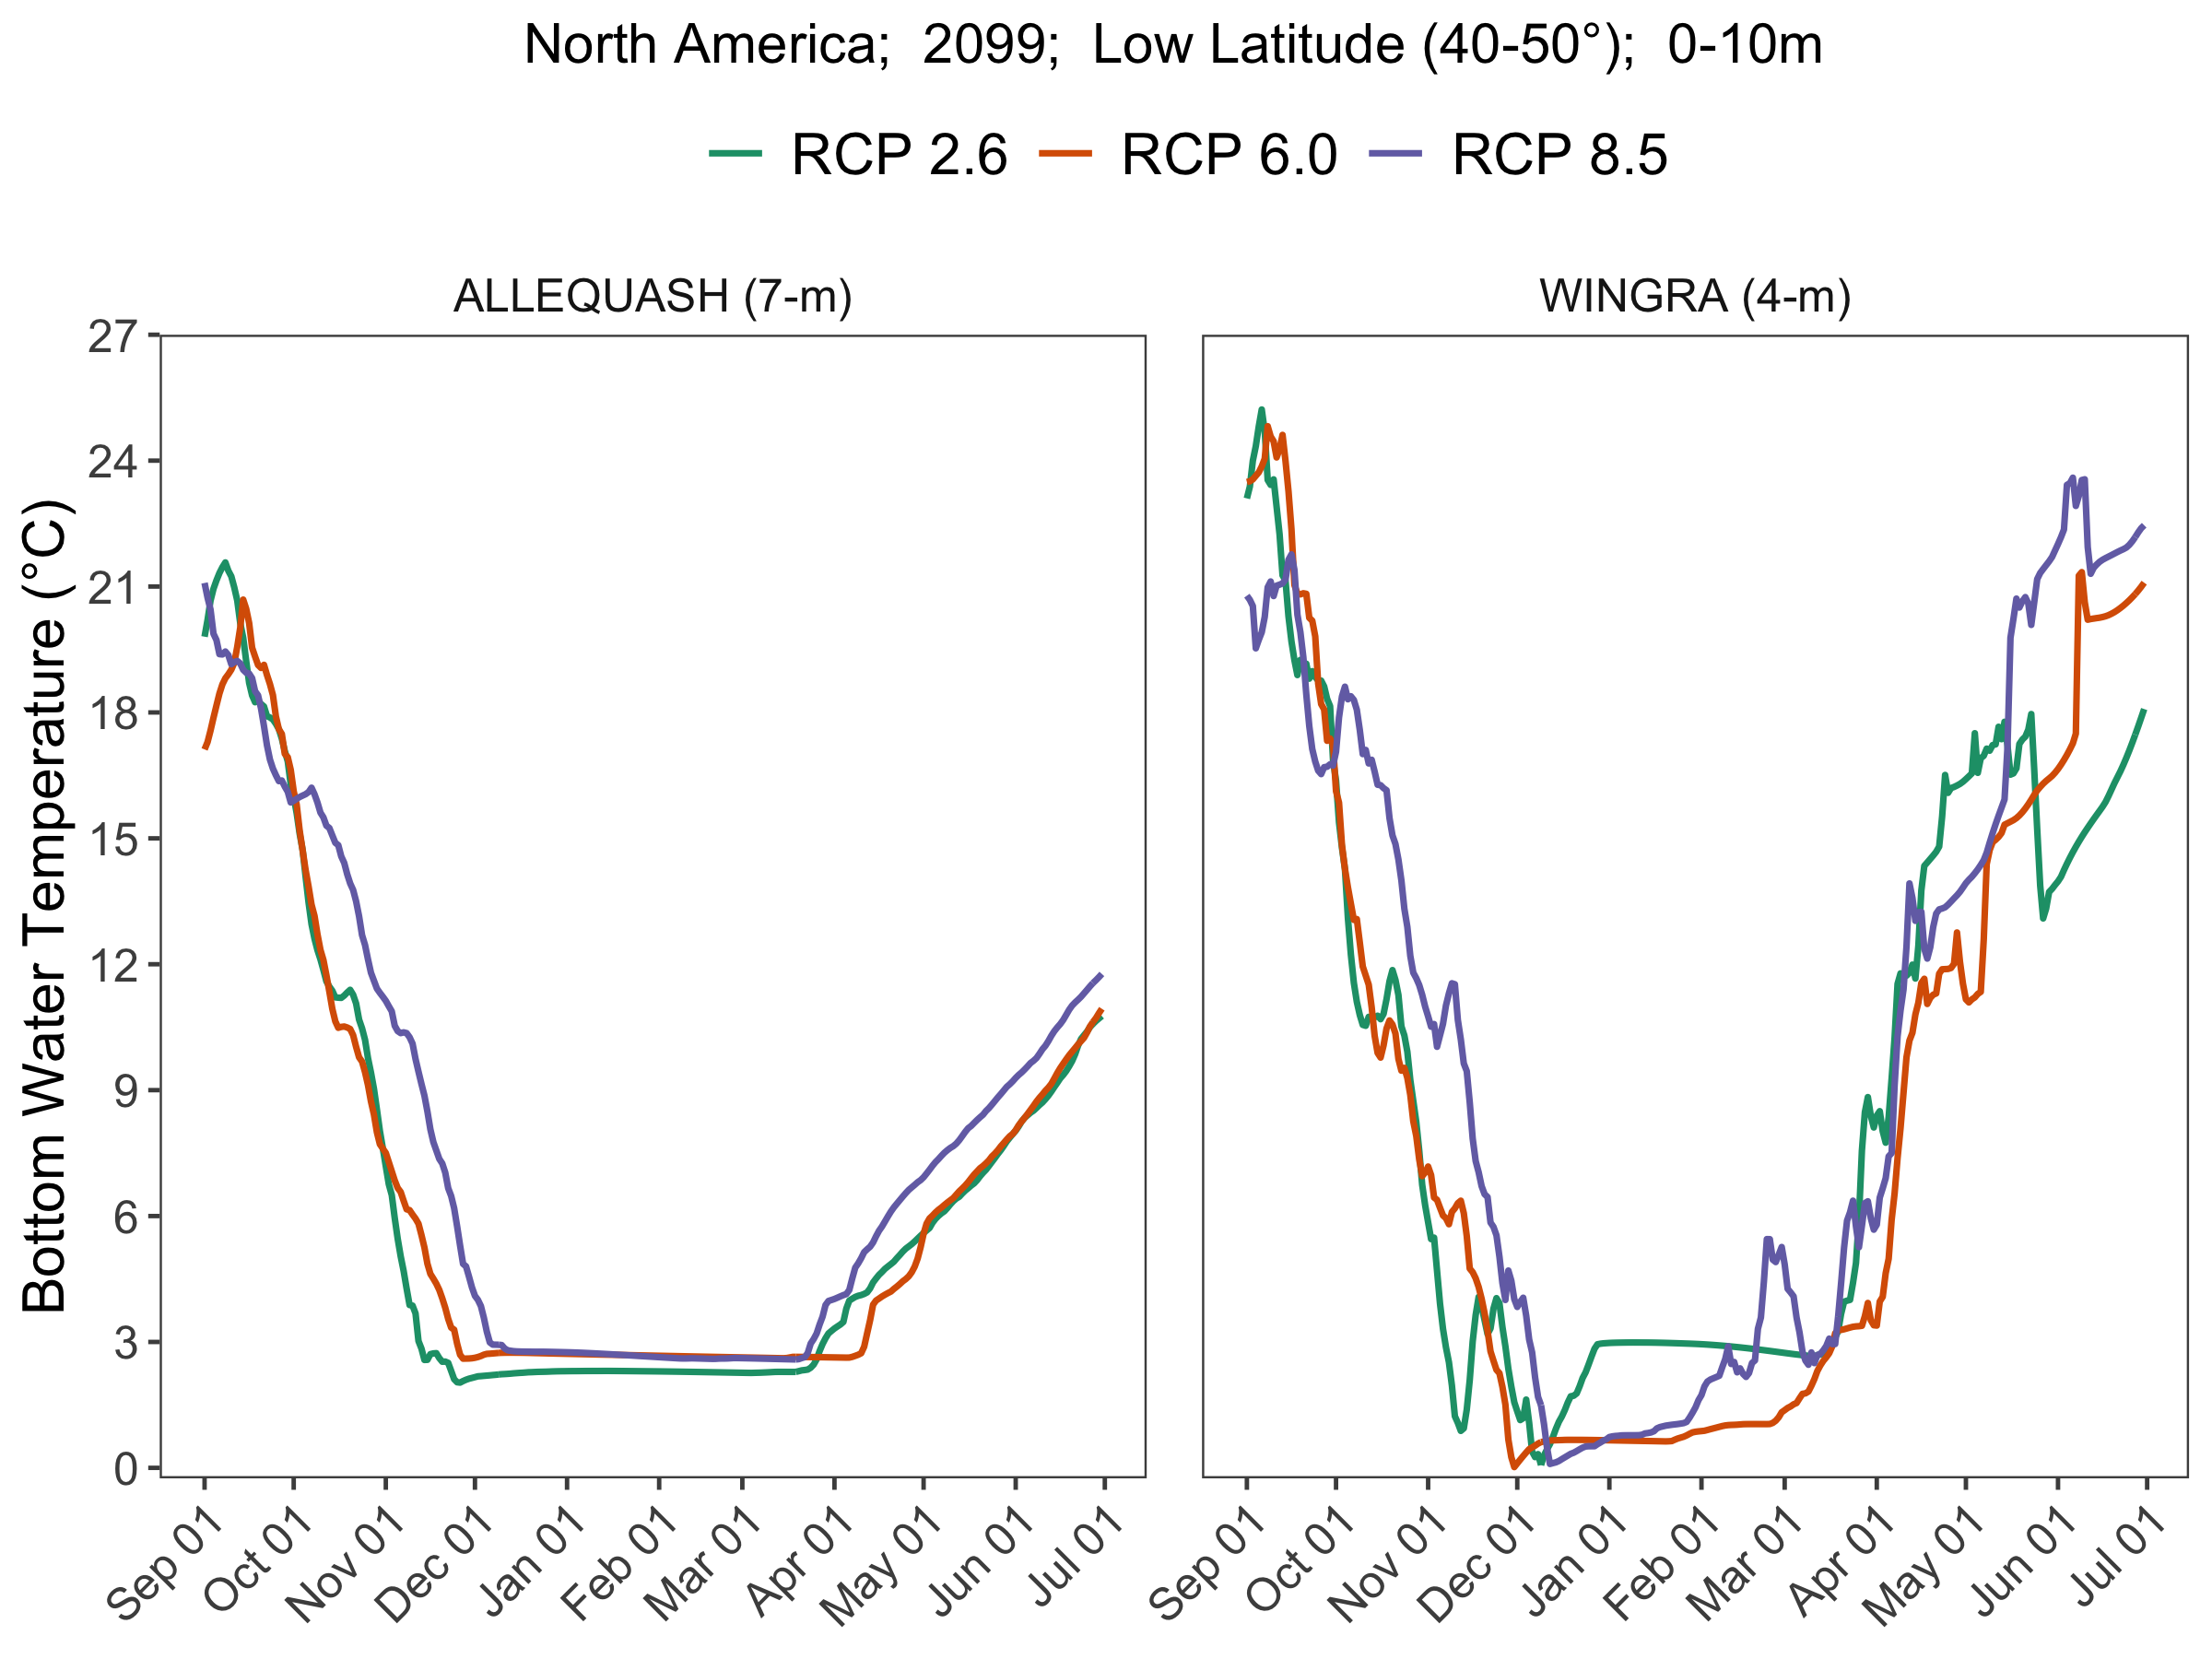 North America; 2099; Low Latitude (40-50°); 0-10m
RCP 2.6 RCP 6.0 RCP 8.5
ALLEQUASH (7-m) WINGRA (4-m)
Bottom Water Temperature (°C)
27
24
21
18
15
12
9
6
3
0
Sep 01 Oct 01 Nov 01 Dec 01 Jan 01 Feb 01 Mar 01 Apr 01 May 01 Jun 01 Jul 01 Sep 01 Oct 01 Nov 01 Dec 01 Jan 01 Feb 01 Mar 01 Apr 01 May 01 Jun 01 Jul 01